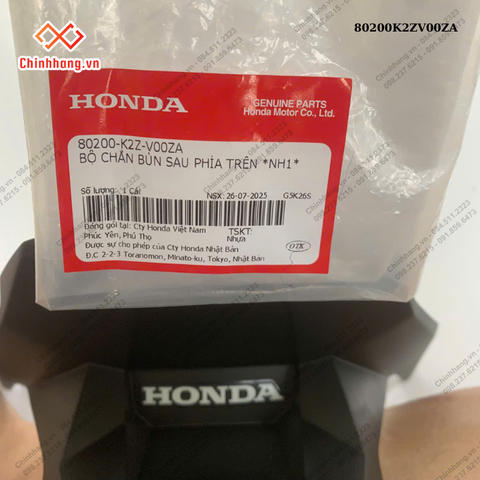 80200K2ZV00ZA
Chinhhang.vn
HONDA
GENUINE PARTS
Honda Motor Co., Ltd.
80200-K2Z-V00ZA
BỘ CHẮN BÙN SAU PHÍA TRÊN *NH1*
Số lượng: 1 Cái NSX: 26-07-2025 G5K26S
Đóng gói tại: Cty Honda Việt Nam TSKT:
Phúc Yên, Phú Thọ Nhựa
Được sự cho phép của Cty Honda Nhật Bản OTK
Đ.C 2-2-3 Toranomon, Minato-ku, Tokyo, Nhật Bản
HONDA